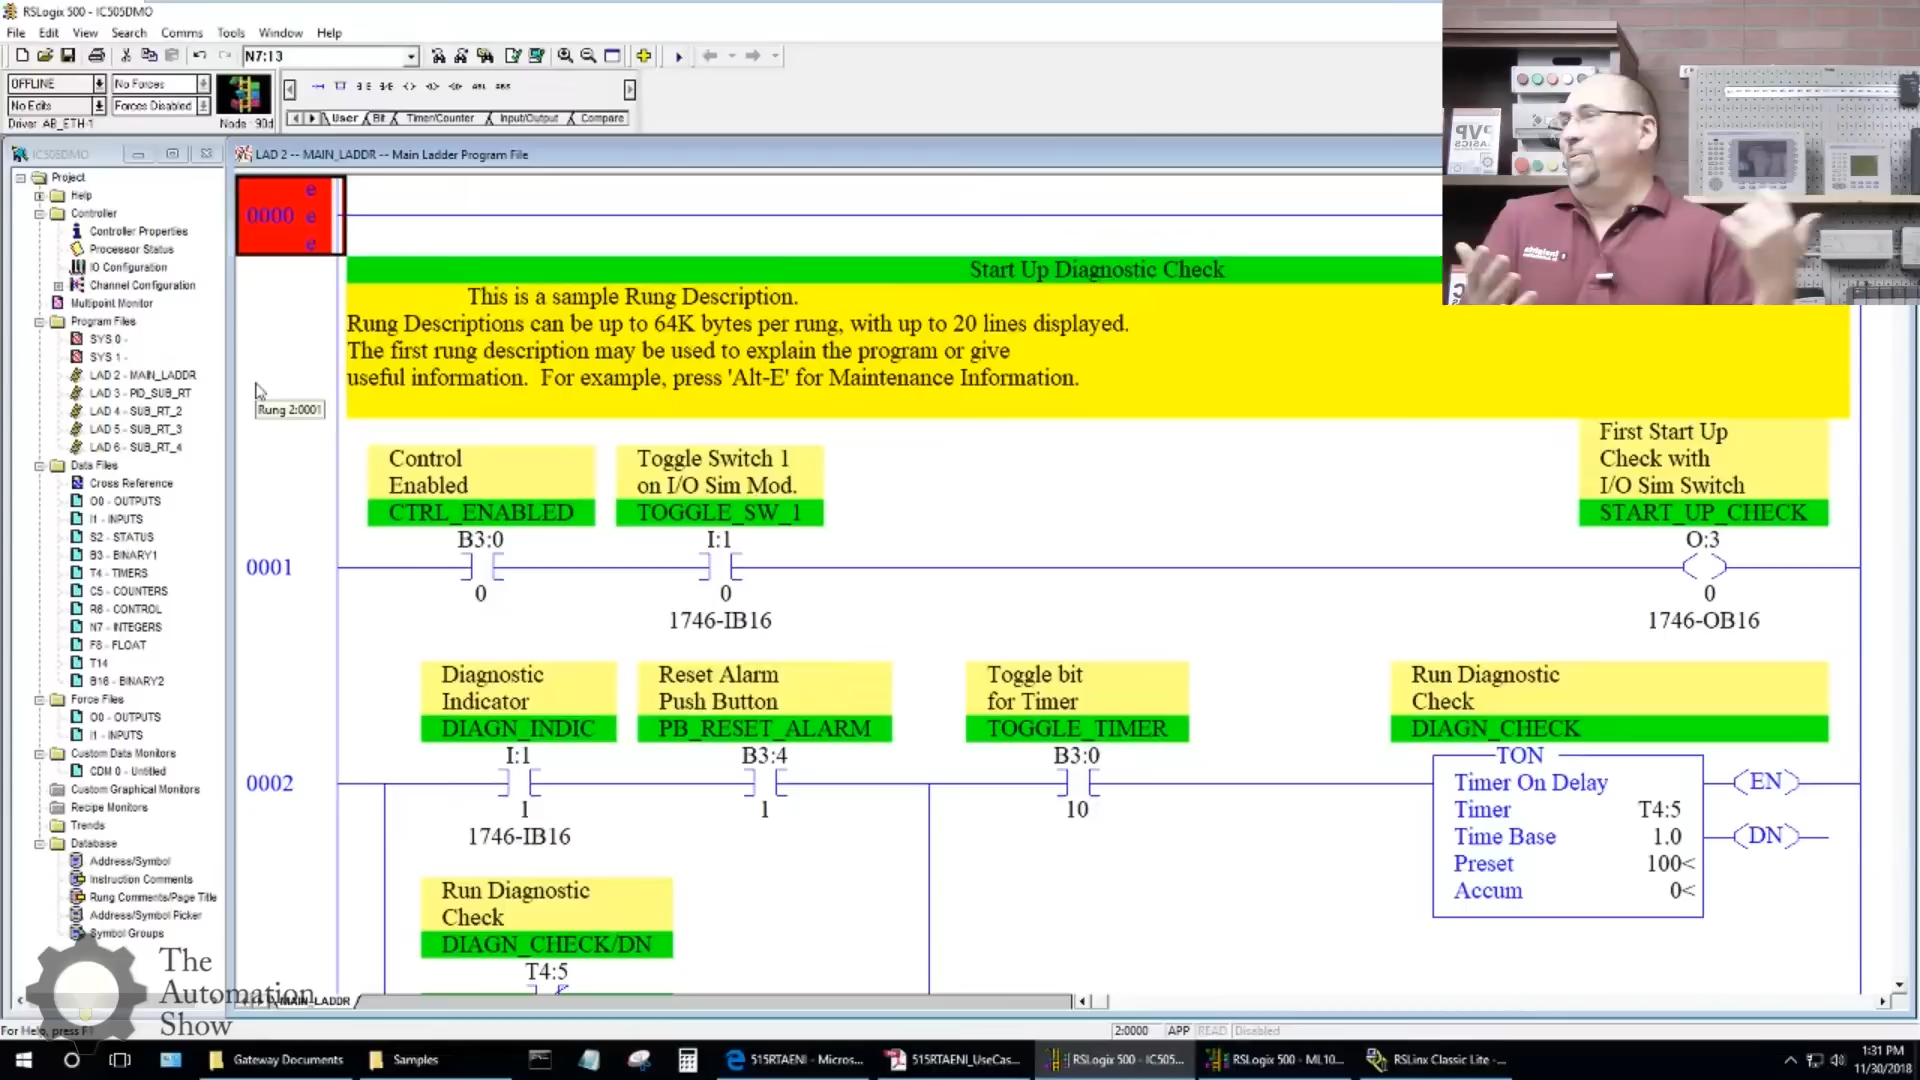 RSLogix 500 - IC505DMO
File Edit View Search Comms Tools Window Help
N7:13
OFFLINE No Forces
No Edits Forces Disabled
Driver: AB_ETH-1 Node: 90d
User Bit Timer/Counter Input/Output Compare
IC505DMO
LAD 2 -- MAIN_LADDR -- Main Ladder Program File
Project
Help
Controller
Controller Properties
Processor Status
IO Configuration
Channel Configuration
Multipoint Monitor
Program Files
SYS 0 -
SYS 1 -
LAD 2 - MAIN_LADDR
LAD 3 - PID_SUB_RT
LAD 4 - SUB_RT_2
LAD 5 - SUB_RT_3
LAD 6 - SUB_RT_4
Data Files
Cross Reference
O0 - OUTPUTS
I1 - INPUTS
S2 - STATUS
B3 - BINARY1
T4 - TIMERS
C5 - COUNTERS
R6 - CONTROL
N7 - INTEGERS
F8 - FLOAT
T14
B16 - BINARY2
Force Files
O0 - OUTPUTS
I1 - INPUTS
Custom Data Monitors
CDM 0 - Untitled
Custom Graphical Monitors
Recipe Monitors
Trends
Database
Address/Symbol
Instruction Comments
Rung Comments/Page Title
Address/Symbol Picker
Symbol Groups
The
Automation
Show
0000 e
e
e
Start Up Diagnostic Check
This is a sample Rung Description.
Rung Descriptions can be up to 64K bytes per rung, with up to 20 lines displayed.
The first rung description may be used to explain the program or give
useful information. For example, press 'Alt-E' for Maintenance Information.
Rung 2:0001
Control
Enabled
CTRL_ENABLED
B3:0
0
Toggle Switch 1
on I/O Sim Mod.
TOGGLE_SW_1
I:1
0
1746-IB16
First Start Up
Check with
I/O Sim Switch
START_UP_CHECK
O:3
0
1746-OB16
0001
Diagnostic
Indicator
DIAGN_INDIC
I:1
1
1746-IB16
Reset Alarm
Push Button
PB_RESET_ALARM
B3:4
1
Toggle bit
for Timer
TOGGLE_TIMER
B3:0
10
Run Diagnostic
Check
DIAGN_CHECK
TON
Timer On Delay
Timer T4:5
Time Base 1.0
Preset 100<
Accum 0<
EN
DN
0002
Run Diagnostic
Check
DIAGN_CHECK/DN
T4:5
MAIN_LADDR
For Help, press F1
2:0000 APP READ Disabled
Gateway Documents
Samples
515RTAENI - Micros...
515RTAENI_UseCas...
RSLogix 500 - IC505...
RSLogix 500 - ML10...
RSLinx Classic Lite -...
1:31 PM
11/30/2018